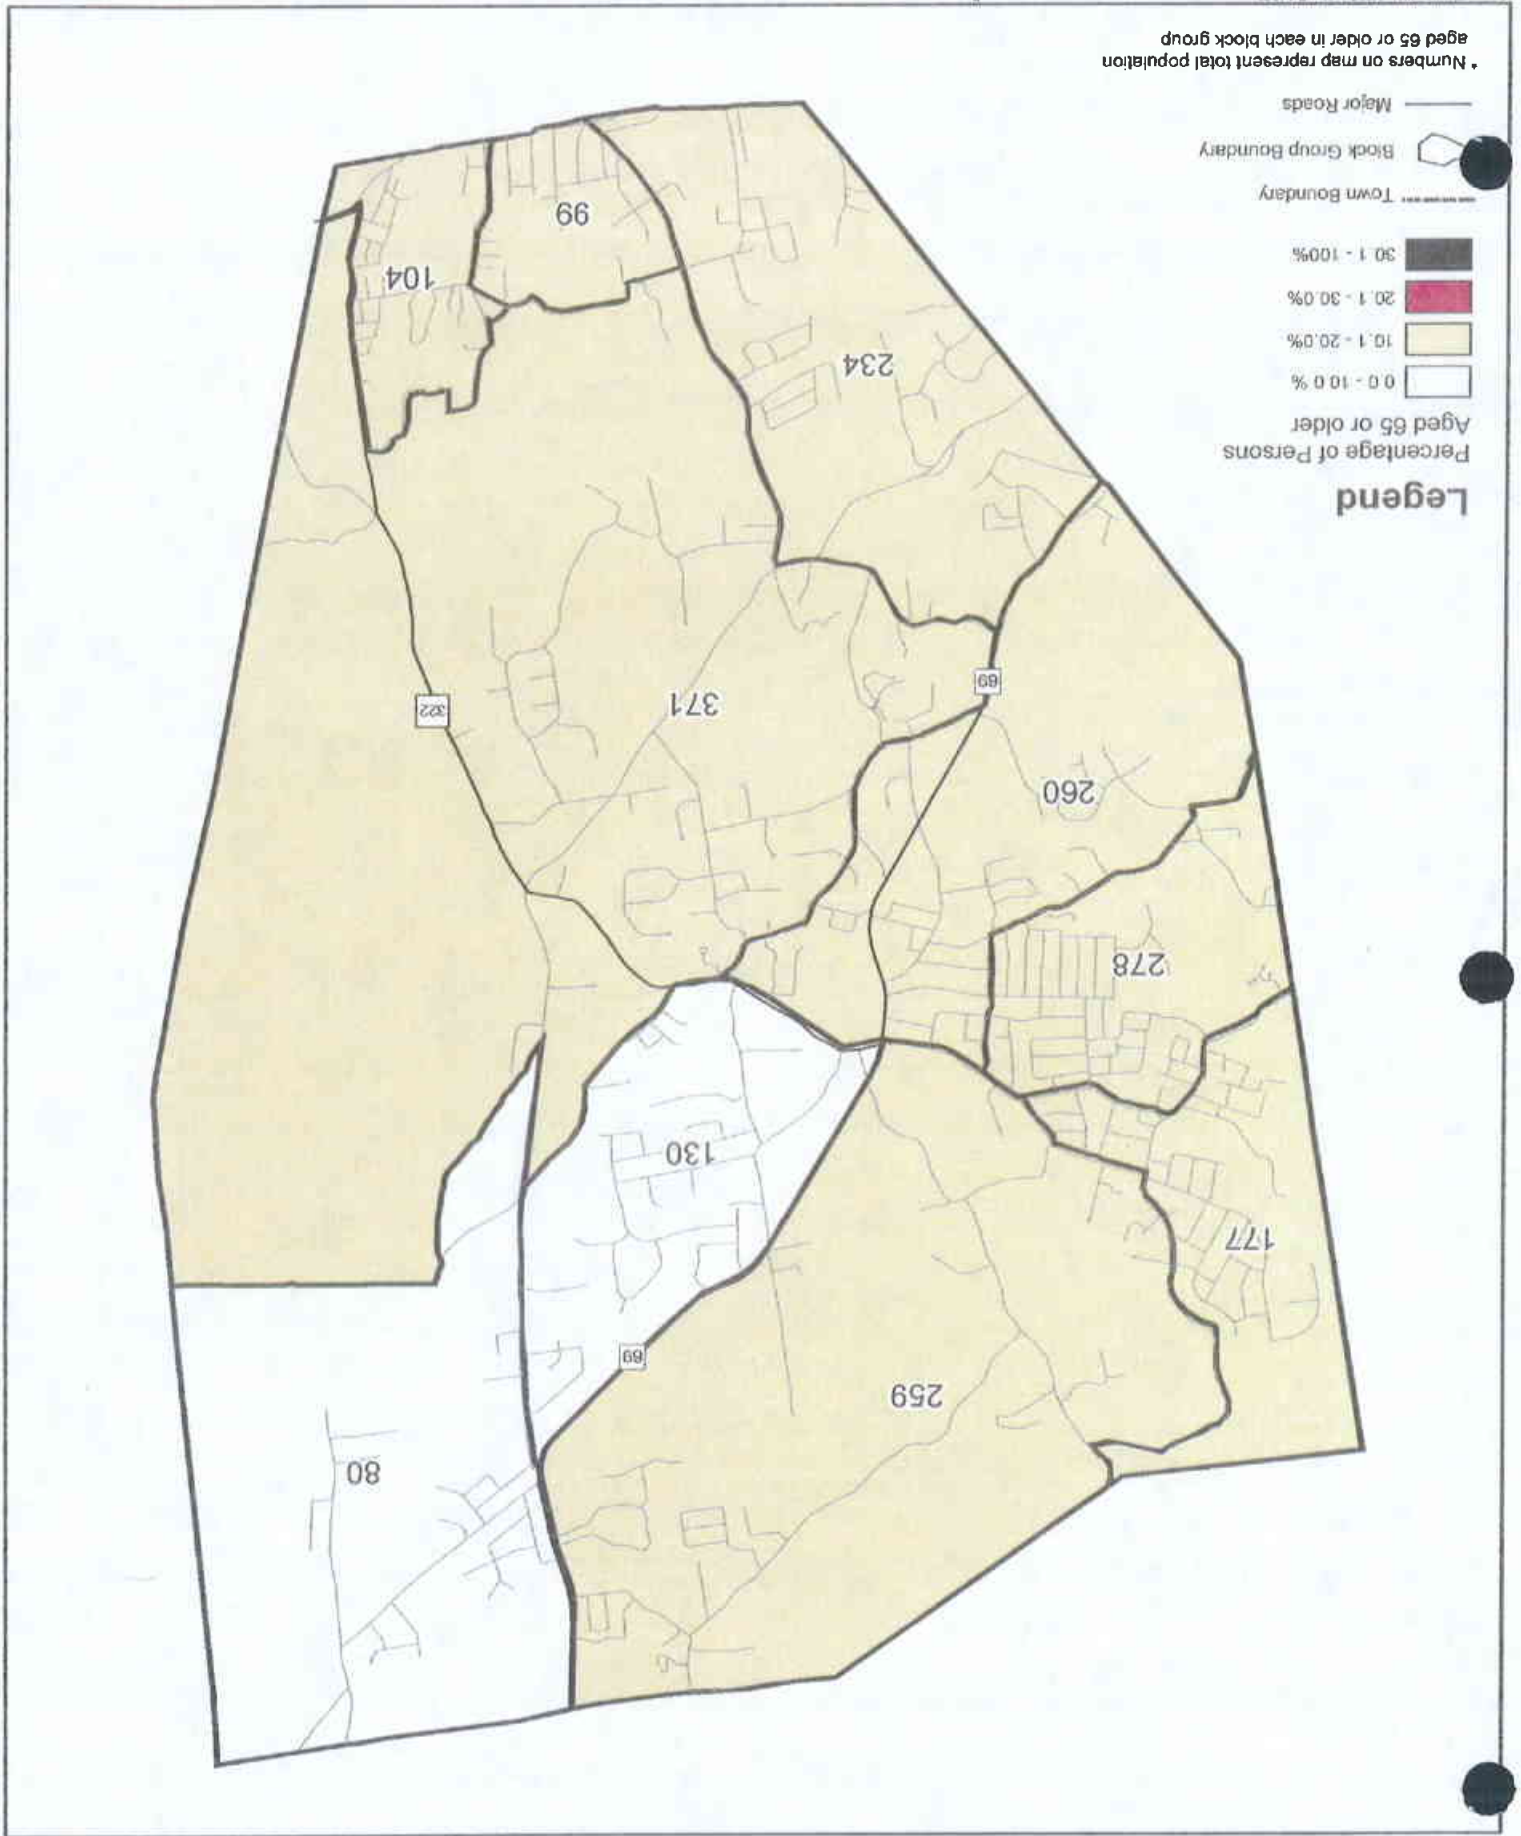 80
259
69
177
130
278
260
322
371
69
234
104
99
Legend
Percentage of Persons
Aged 65 or older
0.0 - 10.0 %
10.1 - 20.0%
20.1 - 30.0%
30.1 - 100%
Town Boundary
Block Group Boundary
Major Roads
* Numbers on map represent total population
aged 65 or older in each block group